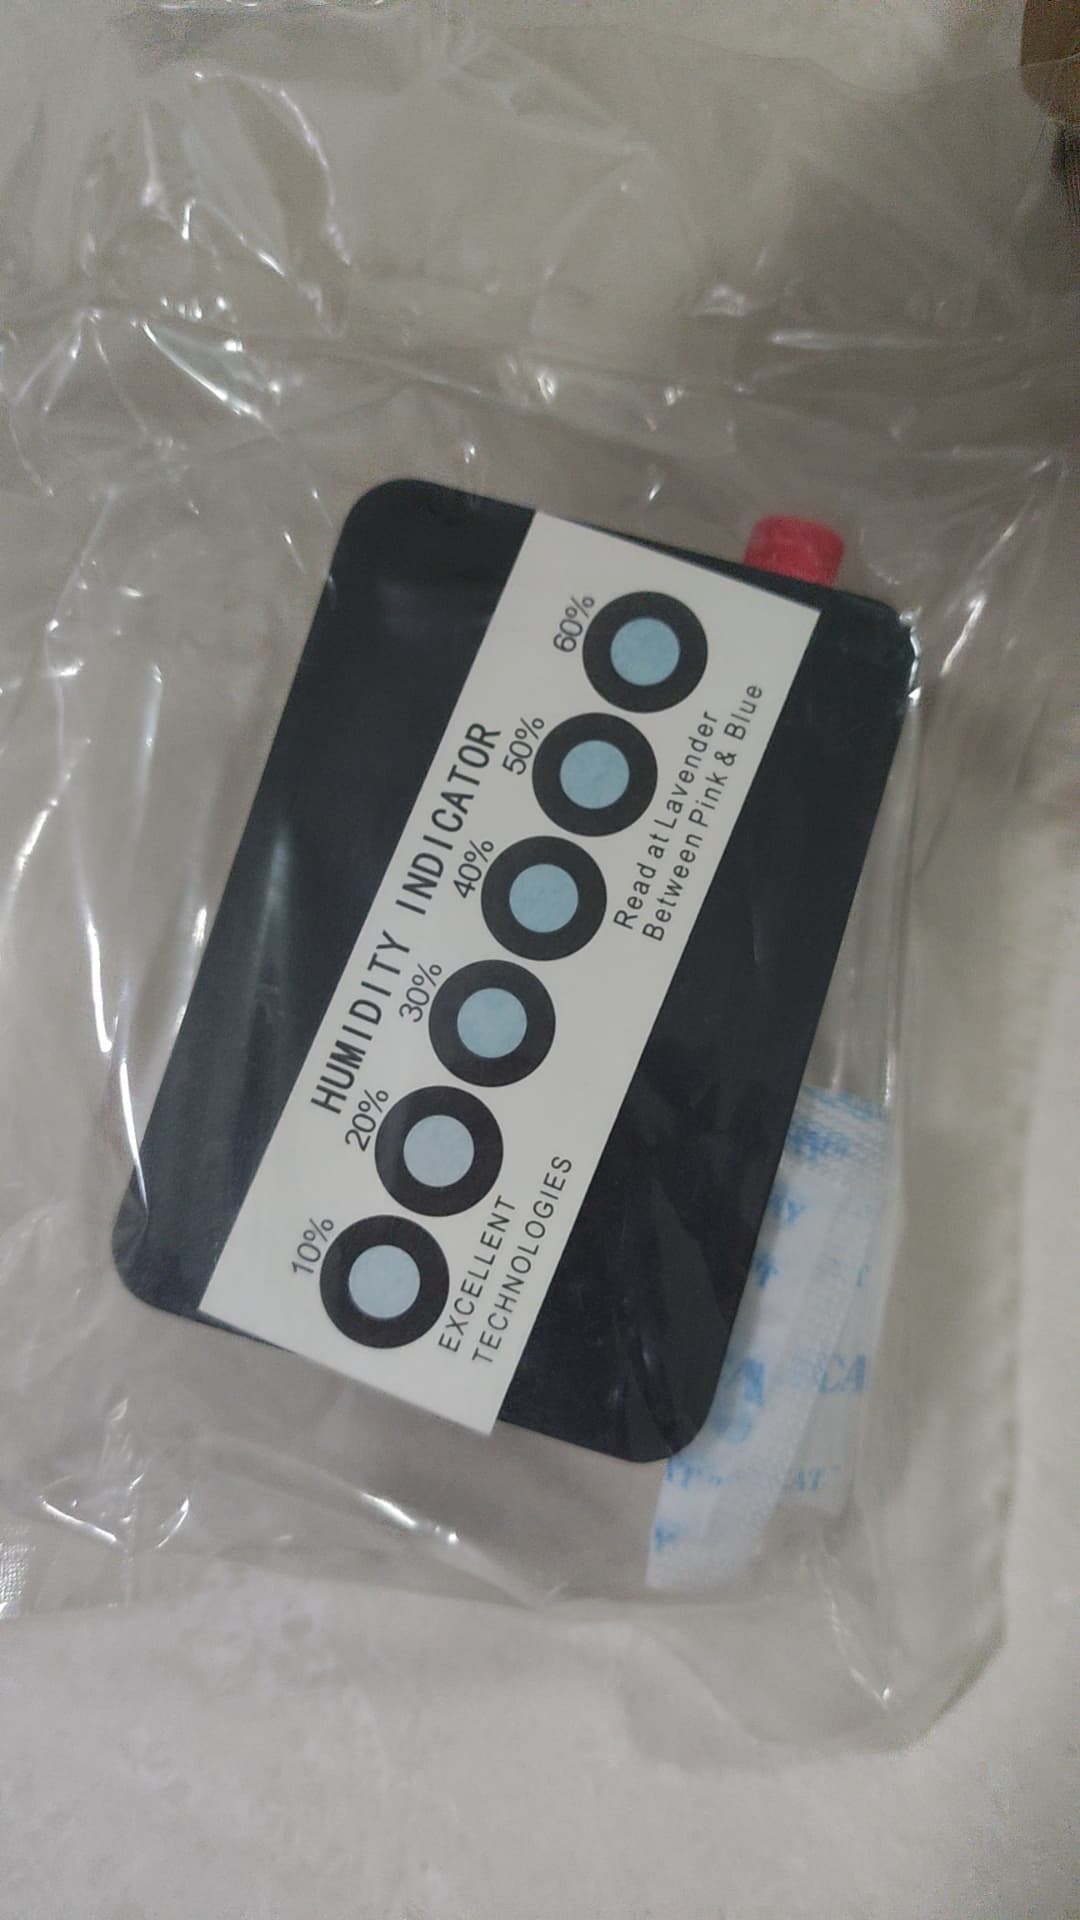 HUMIDITY INDICATOR
10% 20% 30% 40% 50% 60%
EXCELLENT
TECHNOLOGIES
Read at Lavender
Between Pink & Blue